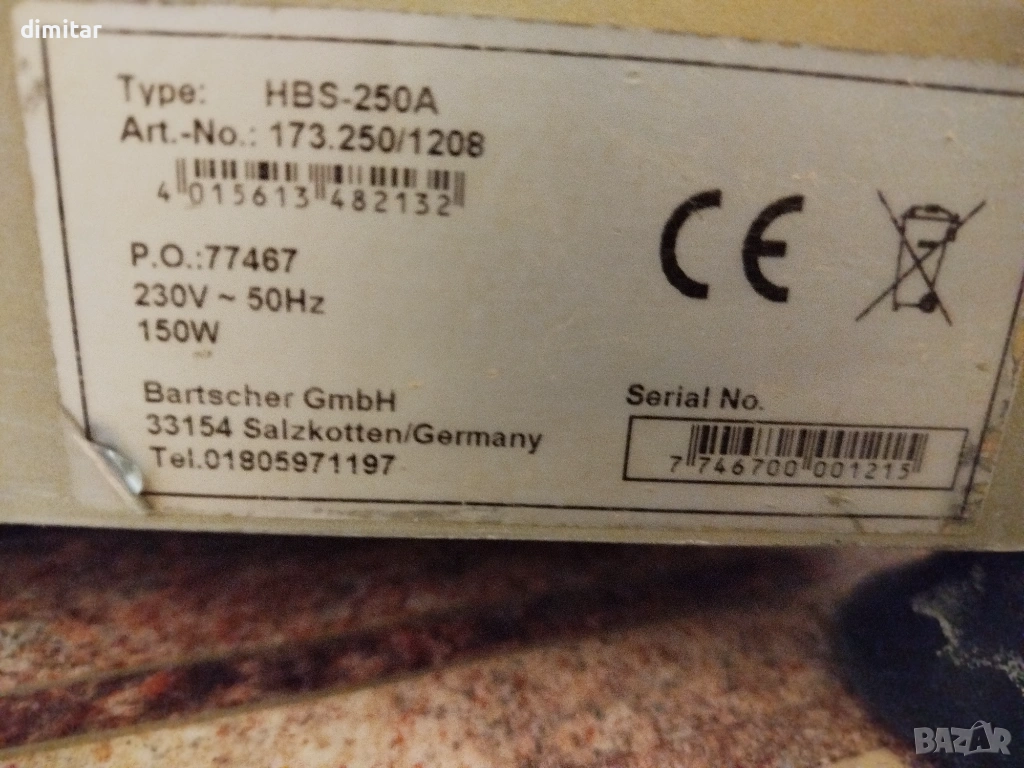 dimitar
Type: HBS-250A
Art.-No.: 173.250/1208
4 015613 482132
P.O.:77467
230V ~ 50Hz
150W
CE
Bartscher GmbH
33154 Salzkotten/Germany
Tel.01805971197
Serial No.
7 746700 001215
BAZAR